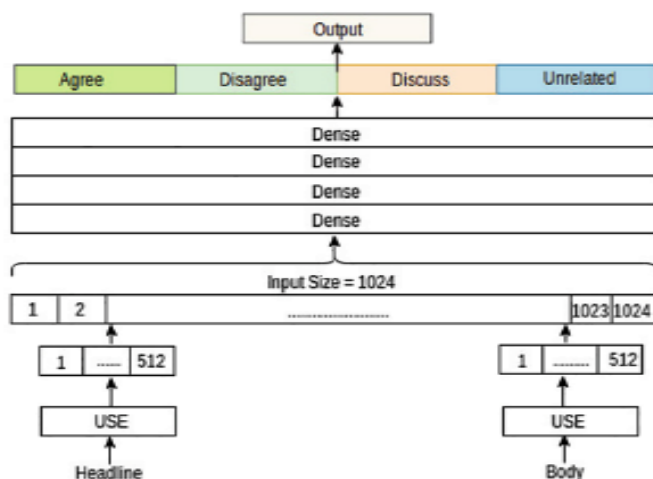 Output
Agree Disagree Discuss Unrelated
Dense
Dense
Dense
Dense
Input Size = 1024
1 2 ............................ 1023 1024
1 ...... 512 1 ......... 512
USE USE
Headline Body